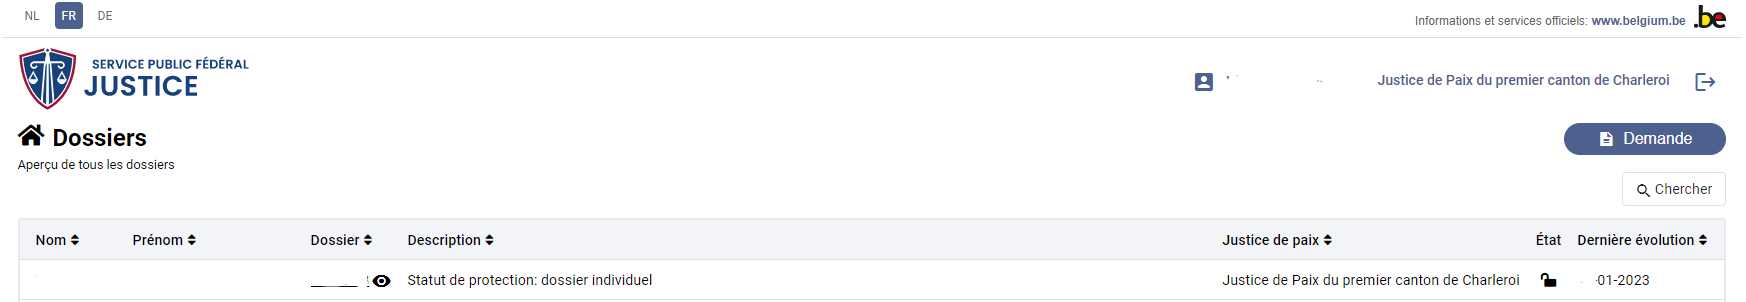 NL FR DE
Informations et services officiels: www.belgium.be .be
SERVICE PUBLIC FÉDÉRAL
JUSTICE
Justice de Paix du premier canton de Charleroi
Dossiers
Demande
Aperçu de tous les dossiers
Chercher
Nom Prénom Dossier Description Justice de paix État Dernière évolution
Statut de protection: dossier individuel Justice de Paix du premier canton de Charleroi -01-2023